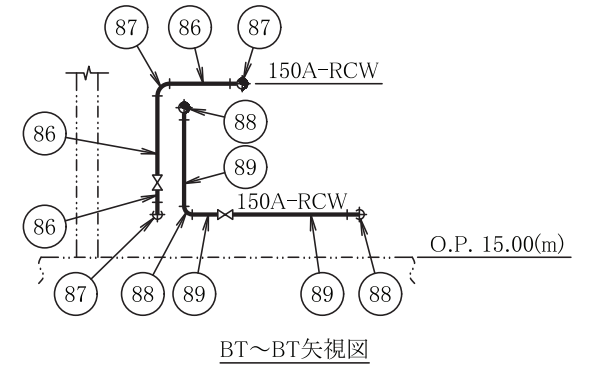 87 86 87
150A-RCW
88
86
89
150A-RCW
86
O.P. 15.00(m)
87 88 89 89 88
BT～BT矢視図